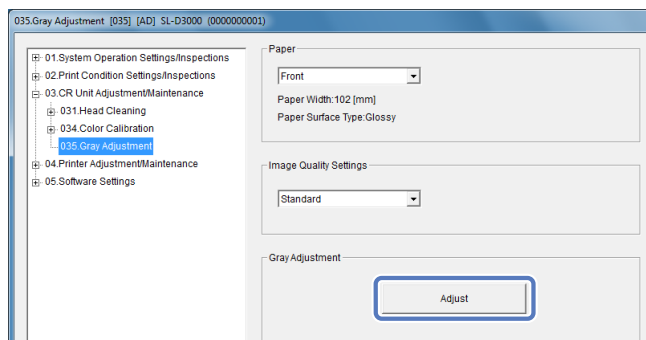 035.Gray Adjustment [035] [AD] SL-D3000 (0000000001)
01.System Operation Settings/Inspections
02.Print Condition Settings/Inspections
03.CR Unit Adjustment/Maintenance
031.Head Cleaning
034.Color Calibration
035.Gray Adjustment
04.Printer Adjustment/Maintenance
05.Software Settings
Paper
Front
Paper Width:102 [mm]
Paper Surface Type:Glossy
Image Quality Settings
Standard
Gray Adjustment
Adjust